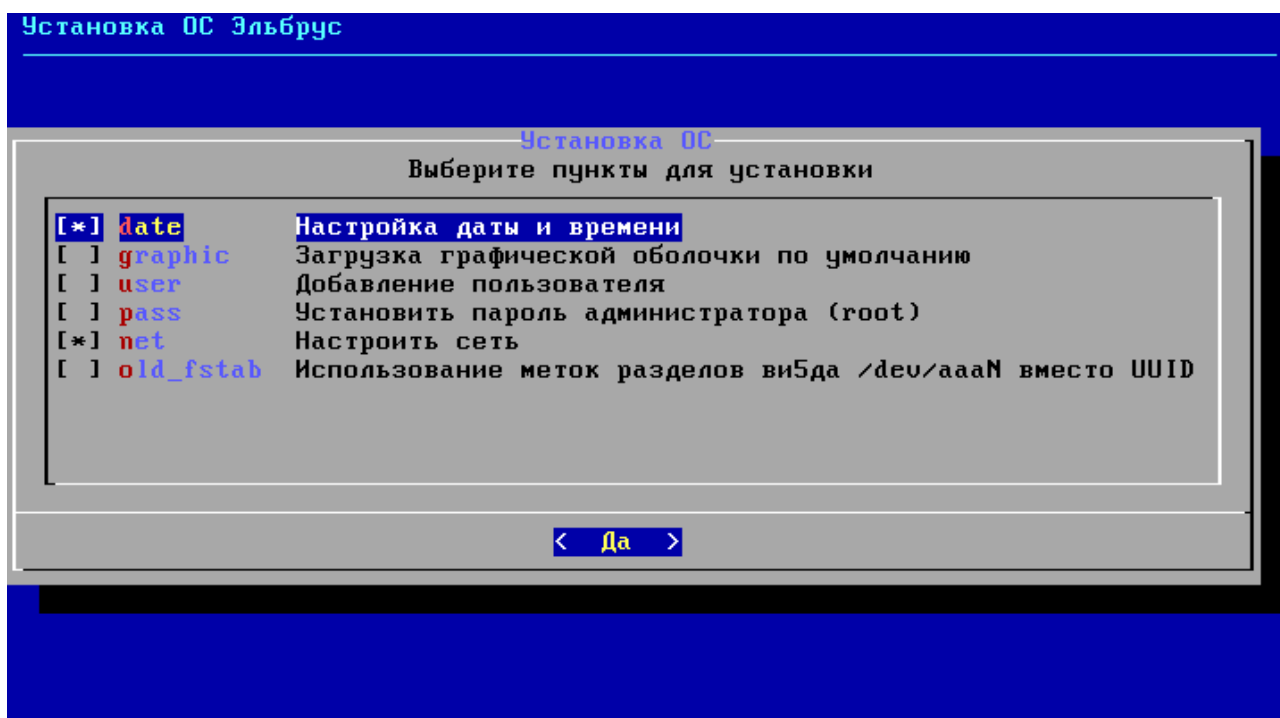 Установка ОС Эльбрус
Установка ОС
Выберите пункты для установки
[*] date Настройка даты и времени
[ ] graphic Загрузка графической оболочки по умолчанию
[ ] user Добавление пользователя
[ ] pass Установить пароль администратора (root)
[*] net Настроить сеть
[ ] old_fstab Использование меток разделов ви5да /dev/aaaN вместо UUID
< Да >